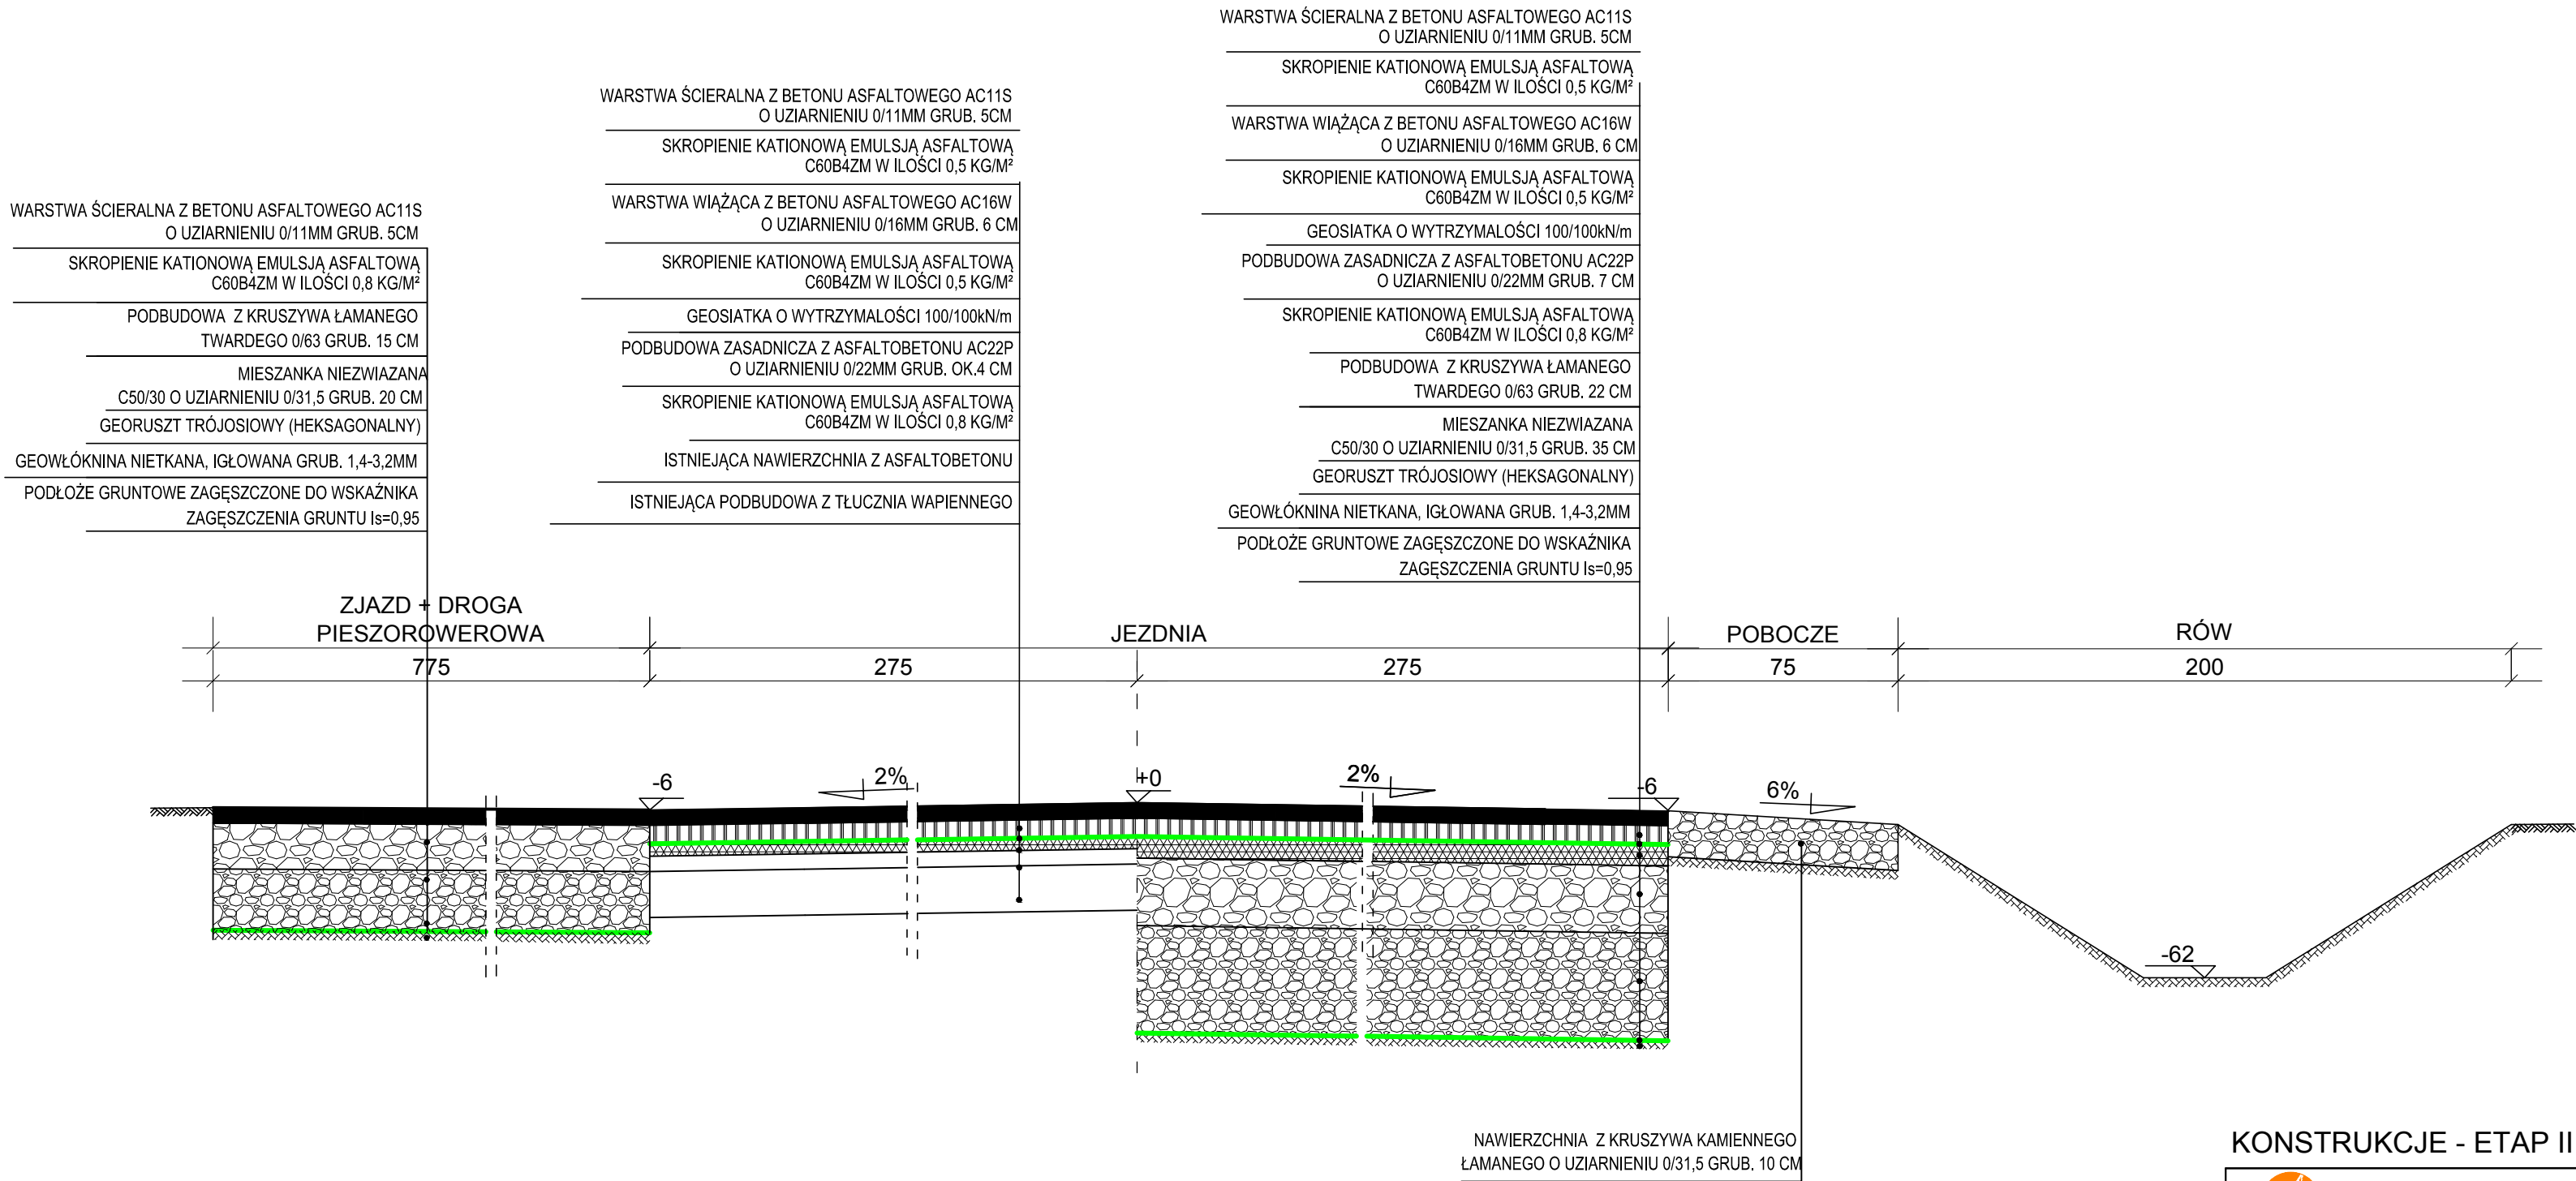 WARSTWA ŚCIERALNA Z BETONU ASFALTOWEGO AC11S
O UZIARNIENIU 0/11MM GRUB. 5CM
SKROPIENIE KATIONOWĄ EMULSJĄ ASFALTOWĄ
C60B4ZM W ILOŚCI 0,8 KG/M²
PODBUDOWA Z KRUSZYWA ŁAMANEGO
TWARDEGO 0/63 GRUB. 15 CM
MIESZANKA NIEZWIAZANA
C50/30 O UZIARNIENIU 0/31,5 GRUB. 20 CM
GEORUSZT TRÓJOSIOWY (HEKSAGONALNY)
GEOWŁÓKNINA NIETKANA, IGŁOWANA GRUB. 1,4-3,2MM
PODŁOŻE GRUNTOWE ZAGĘSZCZONE DO WSKAŹNIKA
ZAGĘSZCZENIA GRUNTU Is=0,95
WARSTWA ŚCIERALNA Z BETONU ASFALTOWEGO AC11S
O UZIARNIENIU 0/11MM GRUB. 5CM
SKROPIENIE KATIONOWĄ EMULSJĄ ASFALTOWĄ
C60B4ZM W ILOŚCI 0,5 KG/M²
WARSTWA WIĄŻĄCA Z BETONU ASFALTOWEGO AC16W
O UZIARNIENIU 0/16MM GRUB. 6 CM
SKROPIENIE KATIONOWĄ EMULSJĄ ASFALTOWĄ
C60B4ZM W ILOŚCI 0,5 KG/M²
GEOSIATKA O WYTRZYMALOŚCI 100/100kN/m
PODBUDOWA ZASADNICZA Z ASFALTOBETONU AC22P
O UZIARNIENIU 0/22MM GRUB. OK.4 CM
SKROPIENIE KATIONOWĄ EMULSJĄ ASFALTOWĄ
C60B4ZM W ILOŚCI 0,8 KG/M²
ISTNIEJĄCA NAWIERZCHNIA Z ASFALTOBETONU
ISTNIEJĄCA PODBUDOWA Z TŁUCZNIA WAPIENNEGO
WARSTWA ŚCIERALNA Z BETONU ASFALTOWEGO AC11S
O UZIARNIENIU 0/11MM GRUB. 5CM
SKROPIENIE KATIONOWĄ EMULSJĄ ASFALTOWĄ
C60B4ZM W ILOŚCI 0,5 KG/M²
WARSTWA WIĄŻĄCA Z BETONU ASFALTOWEGO AC16W
O UZIARNIENIU 0/16MM GRUB. 6 CM
SKROPIENIE KATIONOWĄ EMULSJĄ ASFALTOWĄ
C60B4ZM W ILOŚCI 0,5 KG/M²
GEOSIATKA O WYTRZYMALOŚCI 100/100kN/m
PODBUDOWA ZASADNICZA Z ASFALTOBETONU AC22P
O UZIARNIENIU 0/22MM GRUB. 7 CM
SKROPIENIE KATIONOWĄ EMULSJĄ ASFALTOWĄ
C60B4ZM W ILOŚCI 0,8 KG/M²
PODBUDOWA Z KRUSZYWA ŁAMANEGO
TWARDEGO 0/63 GRUB. 22 CM
MIESZANKA NIEZWIAZANA
C50/30 O UZIARNIENIU 0/31,5 GRUB. 35 CM
GEORUSZT TRÓJOSIOWY (HEKSAGONALNY)
GEOWŁÓKNINA NIETKANA, IGŁOWANA GRUB. 1,4-3,2MM
PODŁOŻE GRUNTOWE ZAGĘSZCZONE DO WSKAŹNIKA
ZAGĘSZCZENIA GRUNTU Is=0,95
ZJAZD + DROGA
PIESZOROWEROWA
JEZDNIA
POBOCZE
RÓW
775
275
275
75
200
-6
2%
+0
2%
-6
6%
-62
NAWIERZCHNIA Z KRUSZYWA KAMIENNEGO
ŁAMANEGO O UZIARNIENIU 0/31,5 GRUB. 10 CM
KONSTRUKCJE - ETAP II